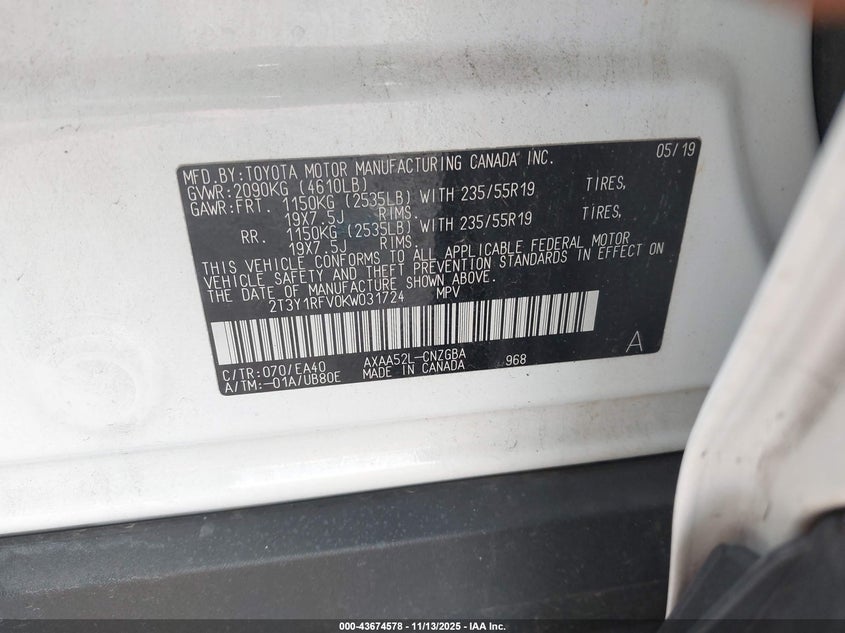 MFD.BY:TOYOTA MOTOR MANUFACTURING CANADA INC. 05/19
GVWR:2090KG (4610LB)
GAWR:FRT. 1150KG (2535LB) WITH 235/55R19 TIRES,
19X7.5J RIMS.
RR. 1150KG (2535LB) WITH 235/55R19 TIRES,
19X7.5J RIMS.
THIS VEHICLE CONFORMS TO ALL APPLICABLE FEDERAL MOTOR
VEHICLE SAFETY AND THEFT PREVENTION STANDARDS IN EFFECT ON
THE DATE OF MANUFACTURE SHOWN ABOVE.
2T3Y1RFV0KW031724 MPV
C/TR:070/EA40 AXAA52L-CNZGBA 968 A
A/TM:-01A/UB80E MADE IN CANADA
000-43674578 - 11/13/2025 - IAA Inc.